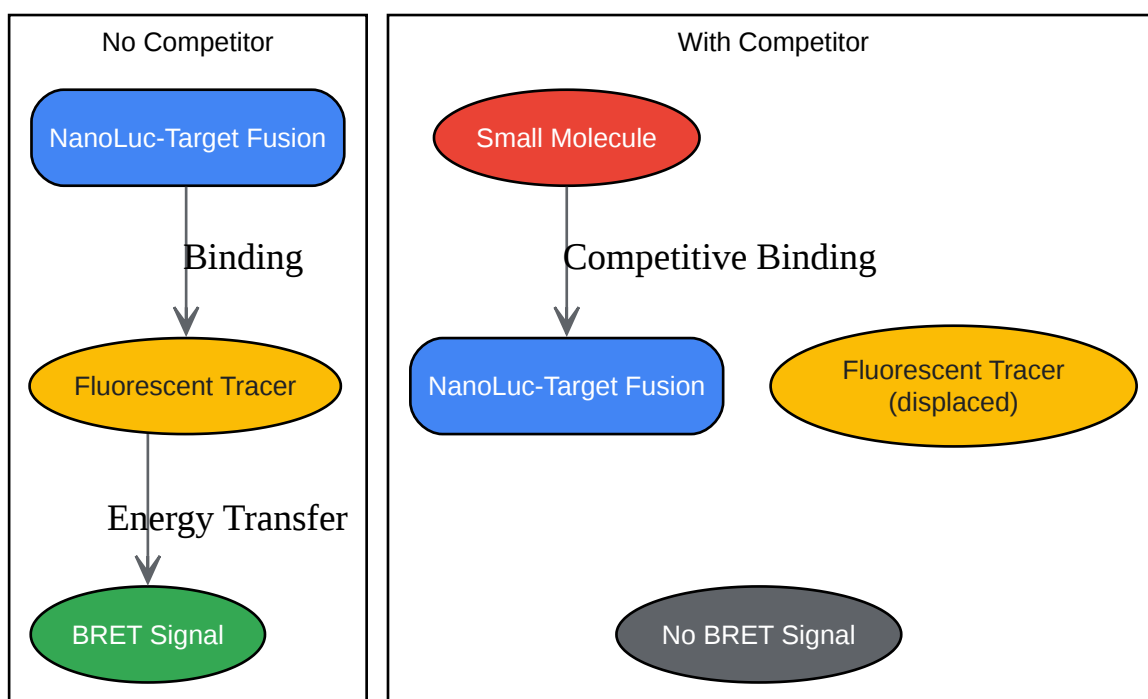 No Competitor
NanoLuc-Target Fusion
Binding
Fluorescent Tracer
Energy Transfer
BRET Signal
With Competitor
Small Molecule
Competitive Binding
NanoLuc-Target Fusion
Fluorescent Tracer
(displaced)
No BRET Signal